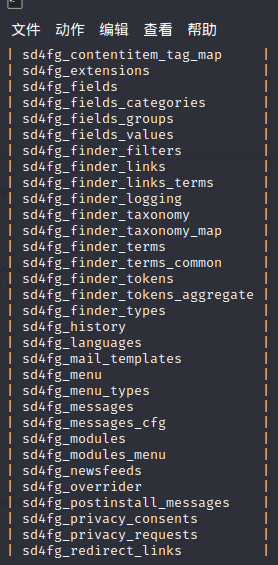 文件 动作 编辑 查看 帮助
| sd4fg_contentitem_tag_map |
| sd4fg_extensions |
| sd4fg_fields |
| sd4fg_fields_categories |
| sd4fg_fields_groups |
| sd4fg_fields_values |
| sd4fg_finder_filters |
| sd4fg_finder_links |
| sd4fg_finder_links_terms |
| sd4fg_finder_logging |
| sd4fg_finder_taxonomy |
| sd4fg_finder_taxonomy_map |
| sd4fg_finder_terms |
| sd4fg_finder_terms_common |
| sd4fg_finder_tokens |
| sd4fg_finder_tokens_aggregate |
| sd4fg_finder_types |
| sd4fg_history |
| sd4fg_languages |
| sd4fg_mail_templates |
| sd4fg_menu |
| sd4fg_menu_types |
| sd4fg_messages |
| sd4fg_messages_cfg |
| sd4fg_modules |
| sd4fg_modules_menu |
| sd4fg_newsfeeds |
| sd4fg_overrider |
| sd4fg_postinstall_messages |
| sd4fg_privacy_consents |
| sd4fg_privacy_requests |
| sd4fg_redirect_links |